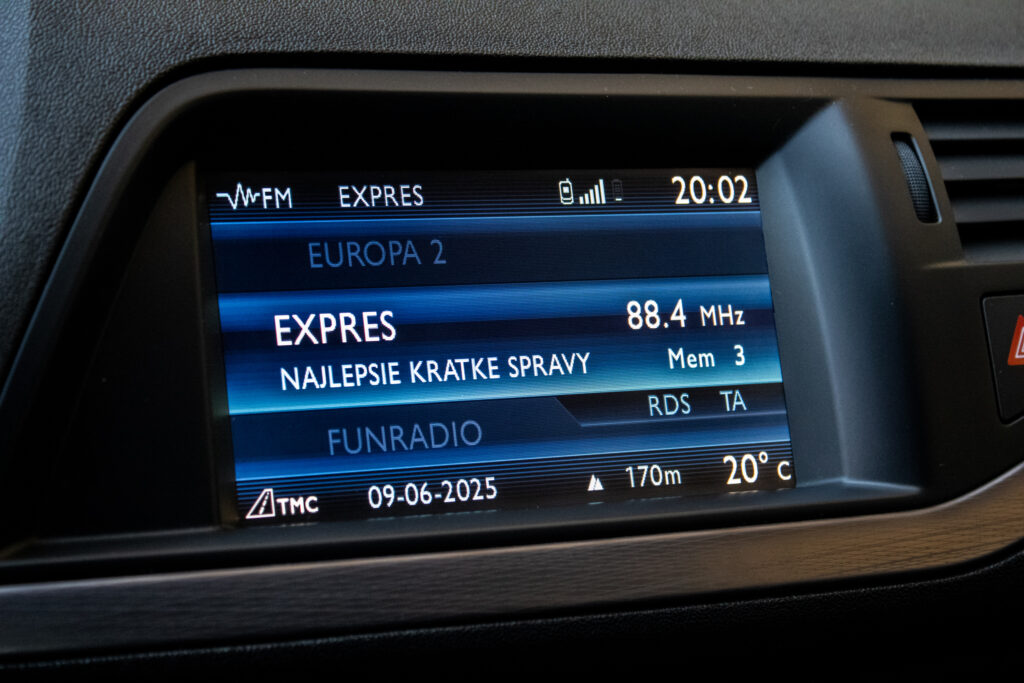 FM EXPRES 20:02
EUROPA 2
EXPRES 88.4 MHz
NAJLEPSIE KRATKE SPRAVY Mem 3
RDS TA
FUNRADIO
TMC 09-06-2025 170m 20° C